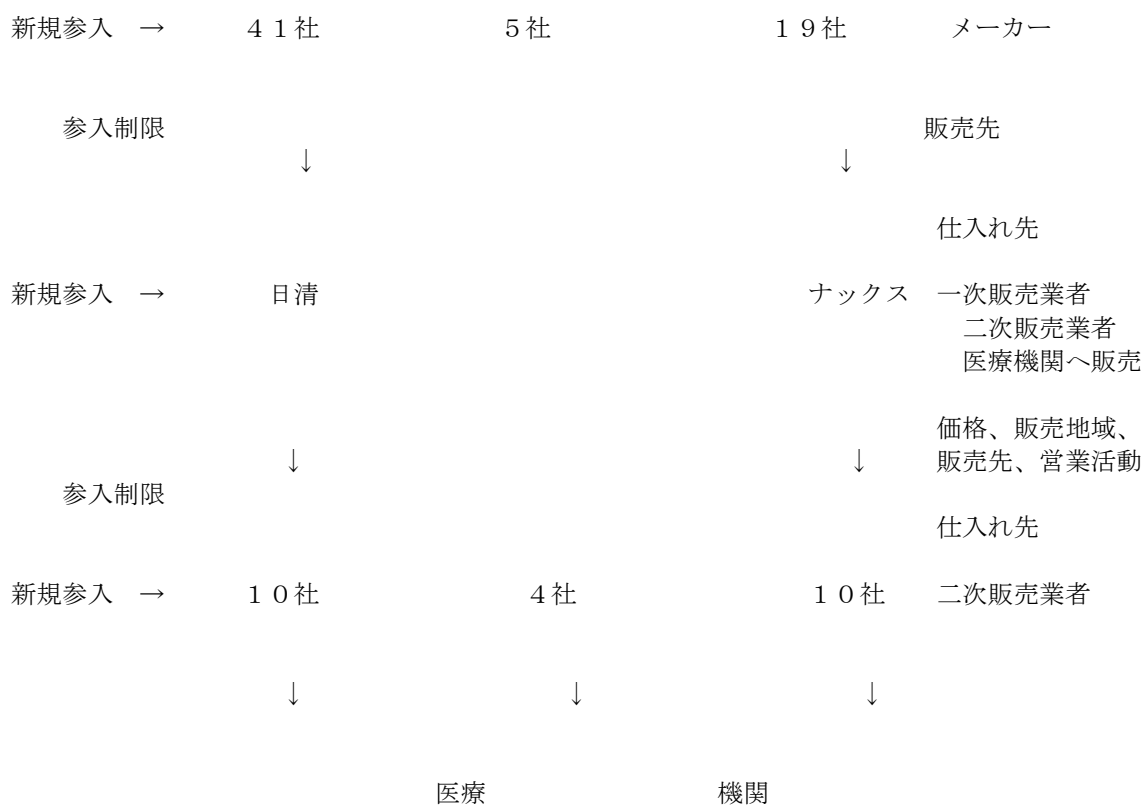 新規参入　→　４１社　５社　１９社　メーカー
参入制限　販売先
↓　↓
仕入れ先
新規参入　→　日清　ナックス　一次販売業者
二次販売業者
医療機関へ販売
価格、販売地域、
↓　↓　販売先、営業活動
参入制限
仕入れ先
新規参入　→　１０社　４社　１０社　二次販売業者
↓　↓　↓
医療　機関